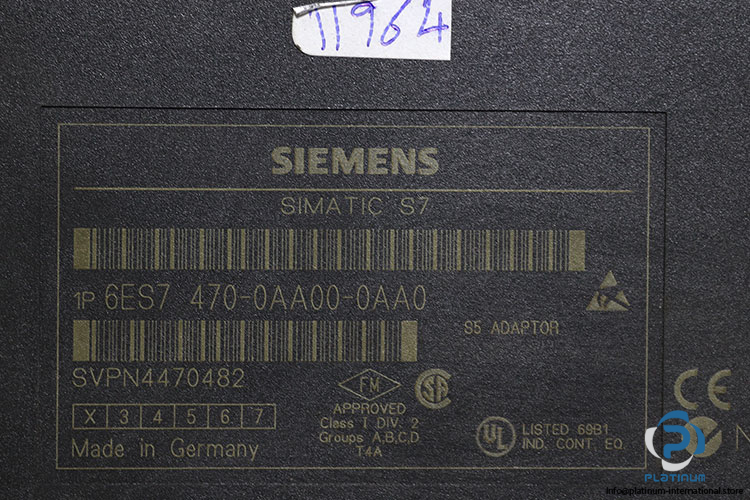 11964
SIEMENS
SIMATIC S7
1P 6ES7 470-0AA00-0AA0
S5 ADAPTOR
SVPN4470482
FM
APPROVED
Class I DIV. 2
Groups A,B,C,D
T4A
X 3 4 5 6 7
Made in Germany
UL
LISTED 69B1
IND. CONT. EQ
CE
N
PLATINUM
info@platinum-international.store